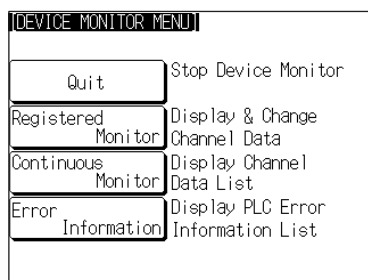 [DEVICE MONITOR MENU]
Quit
Stop Device Monitor
Registered
Monitor
Display & Change
Channel Data
Continuous
Monitor
Display Channel
Data List
Error
Information
Display PLC Error
Information List